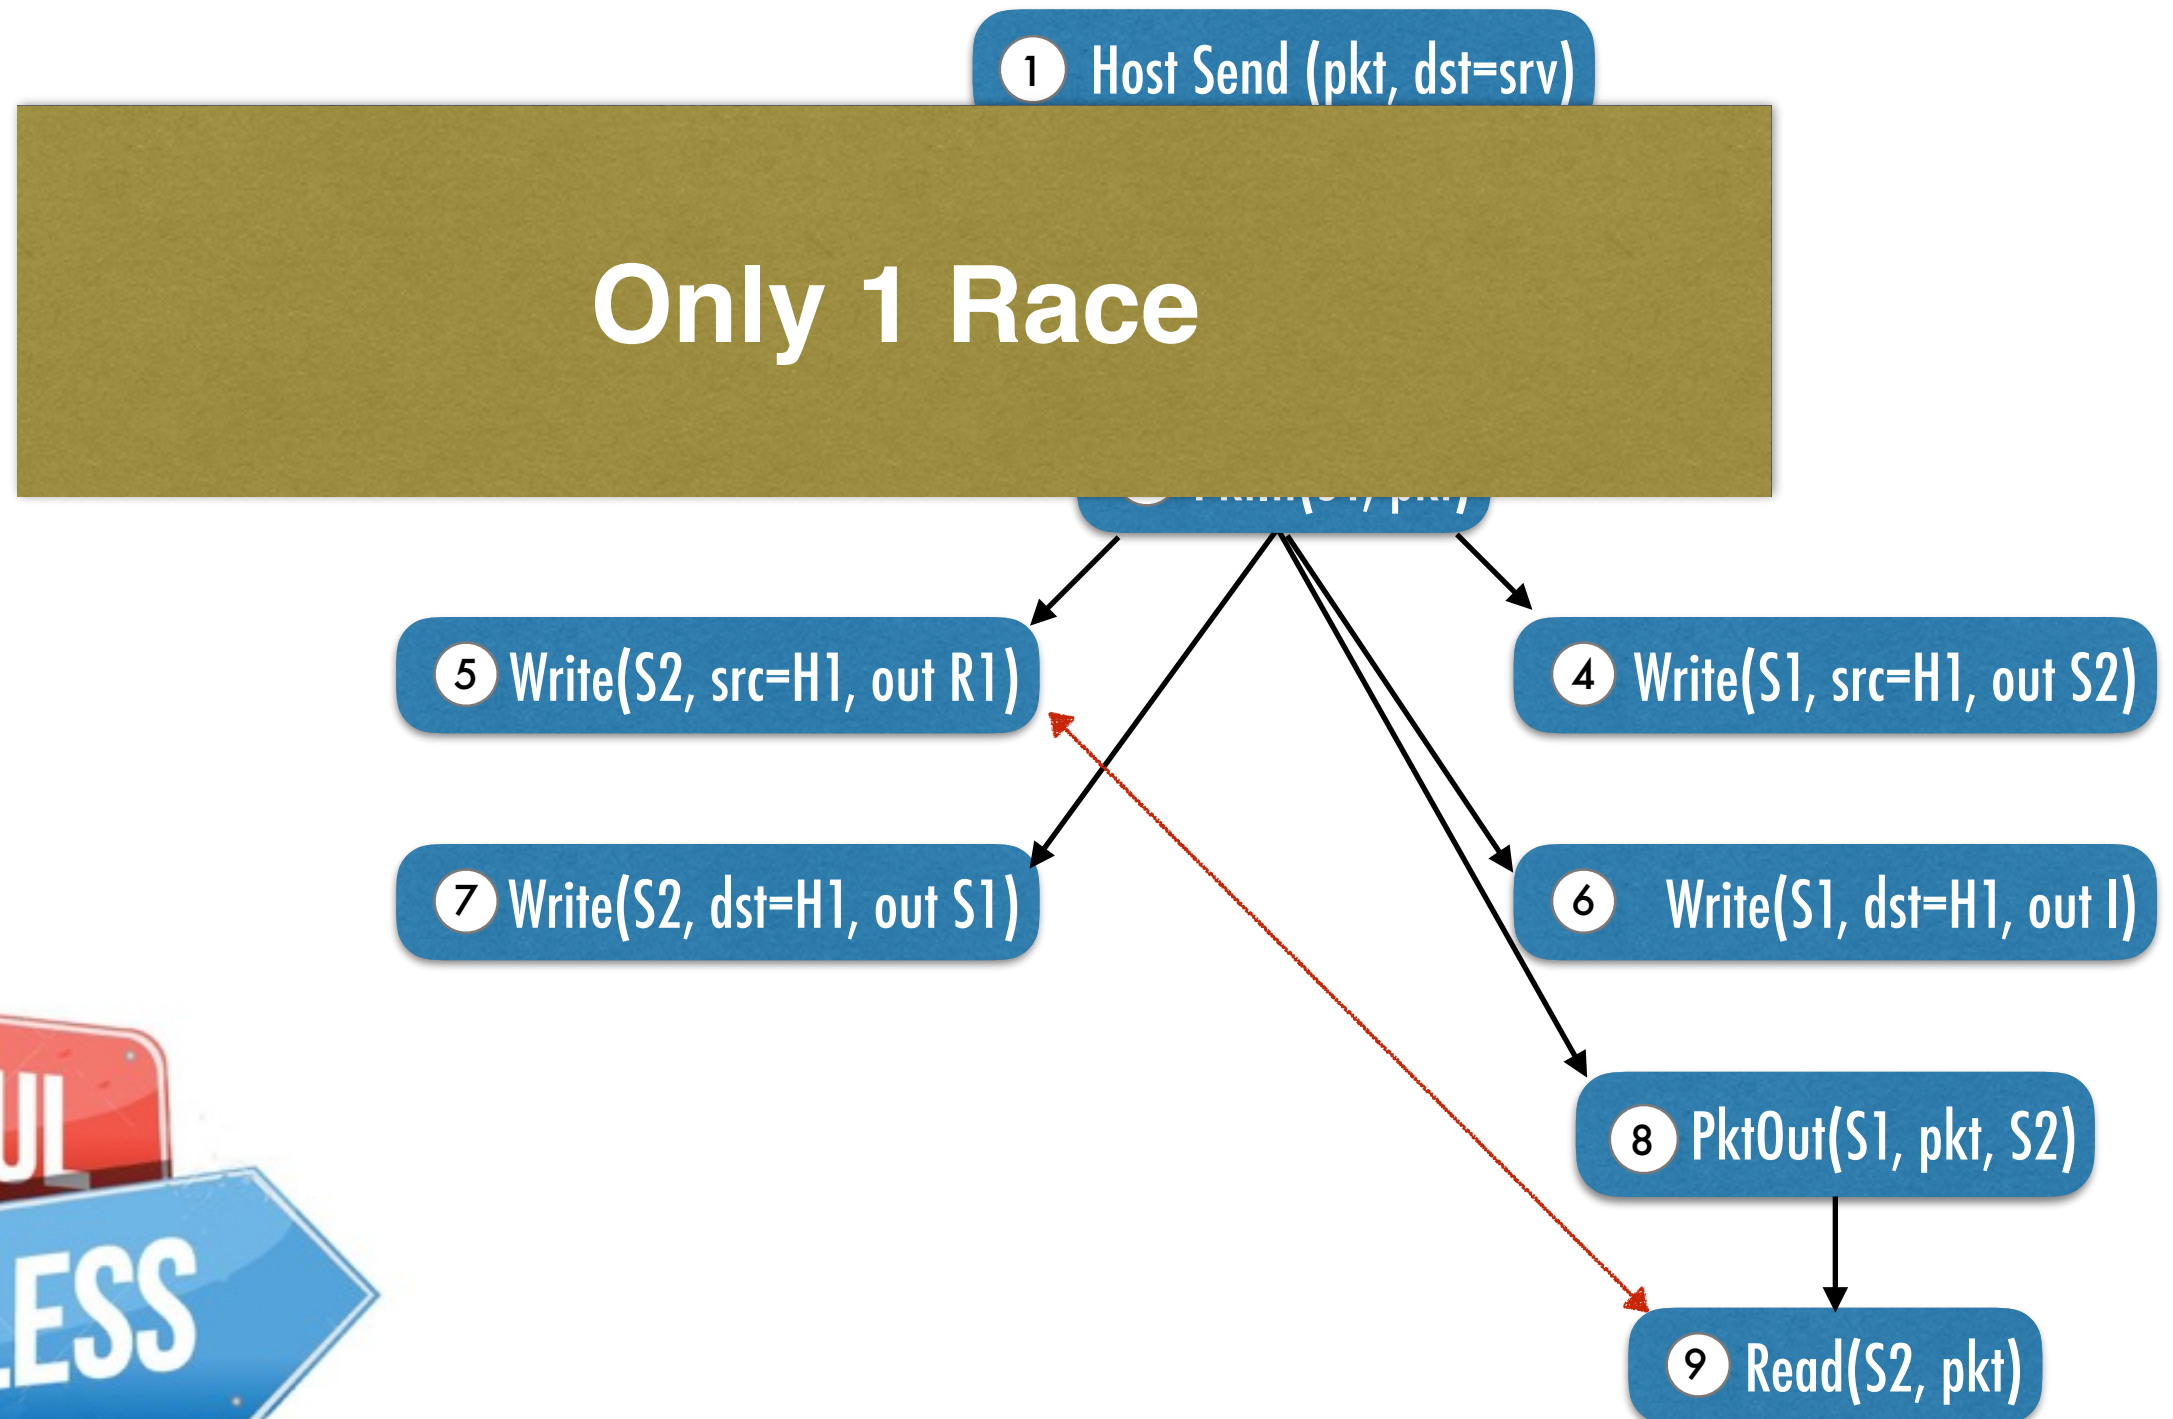 1 Host Send (pkt, dst=srv)
Only 1 Race
5 Write(S2, src=H1, out R1)
4 Write(S1, src=H1, out S2)
7 Write(S2, dst=H1, out S1)
6 Write(S1, dst=H1, out I)
8 PktOut(S1, pkt, S2)
9 Read(S2, pkt)